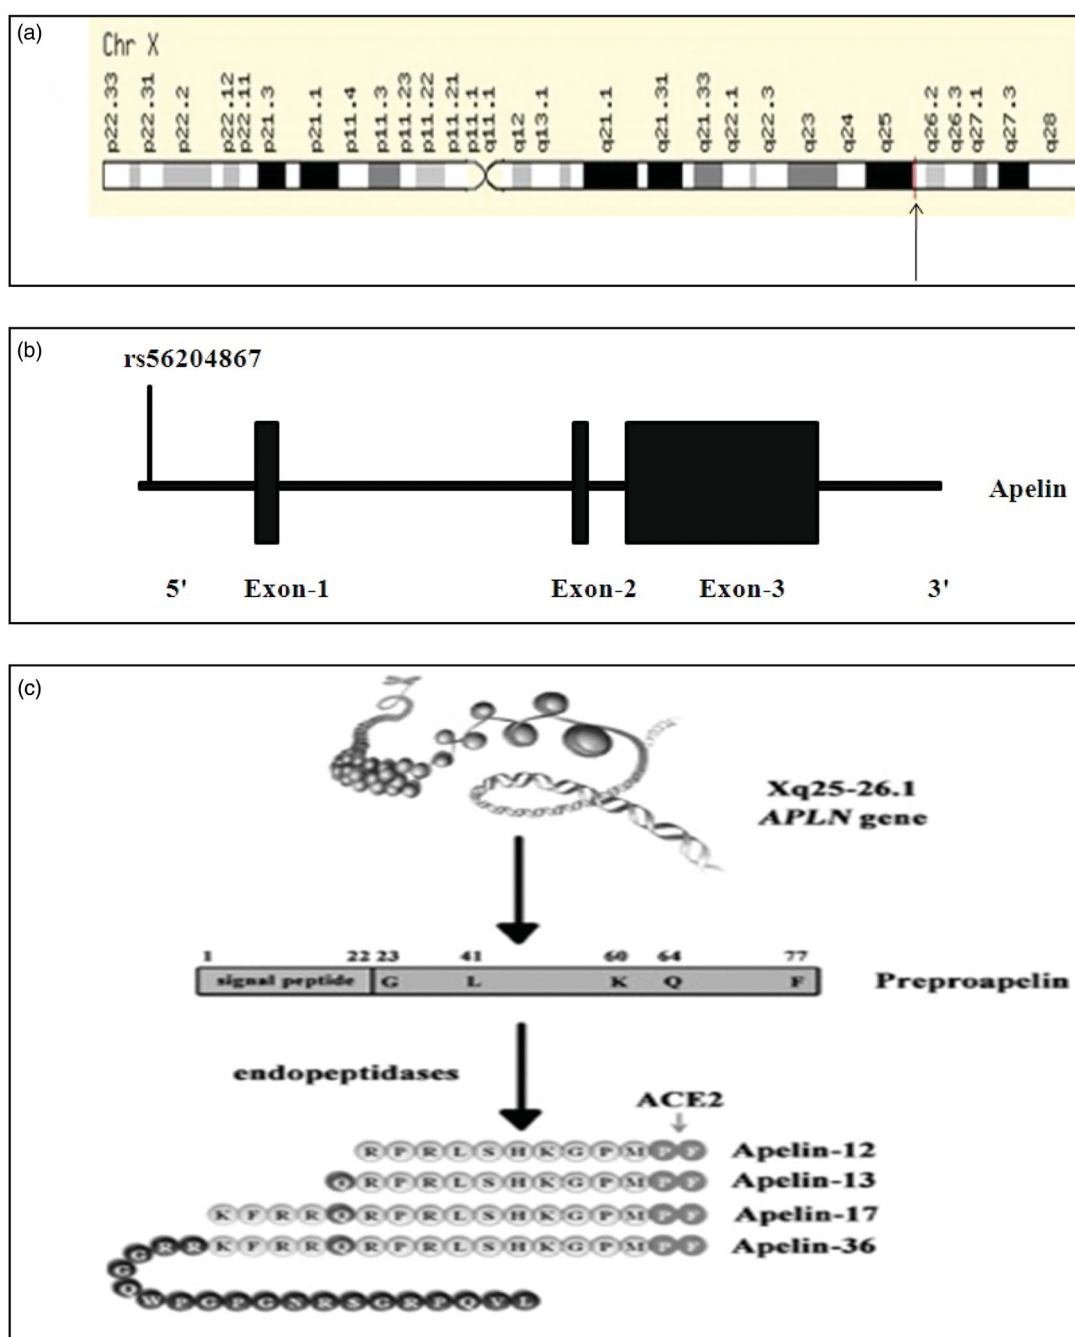 (a)
Chr X
p22.33 p22.31 p22.2 p22.12 p22.11 p21.3 p21.1 p11.4 p11.3 p11.23 p11.22 p11.21 p11.1 q11.1 q12 q13.1 q21.1 q21.31 q21.33 q22.1 q22.3 q23 q24 q25 q26.2 q26.3 q27.1 q27.3 q28
(b)
rs56204867
Apelin
5' Exon-1 Exon-2 Exon-3 3'
(c)
Xq25-26.1
APLN gene
1 22 23 41 60 64 77
signal peptide G L K Q F Preproapelin
endopeptidases
ACE2
R P R L S H K G P M P F Apelin-12
Q R P R L S H K G P M P F Apelin-13
K F R R Q R P R L S H K G P M P F Apelin-17
G R R K F R R Q R P R L S H K G P M P F Apelin-36
G
Q
W P G P G N R S G R P Q V L